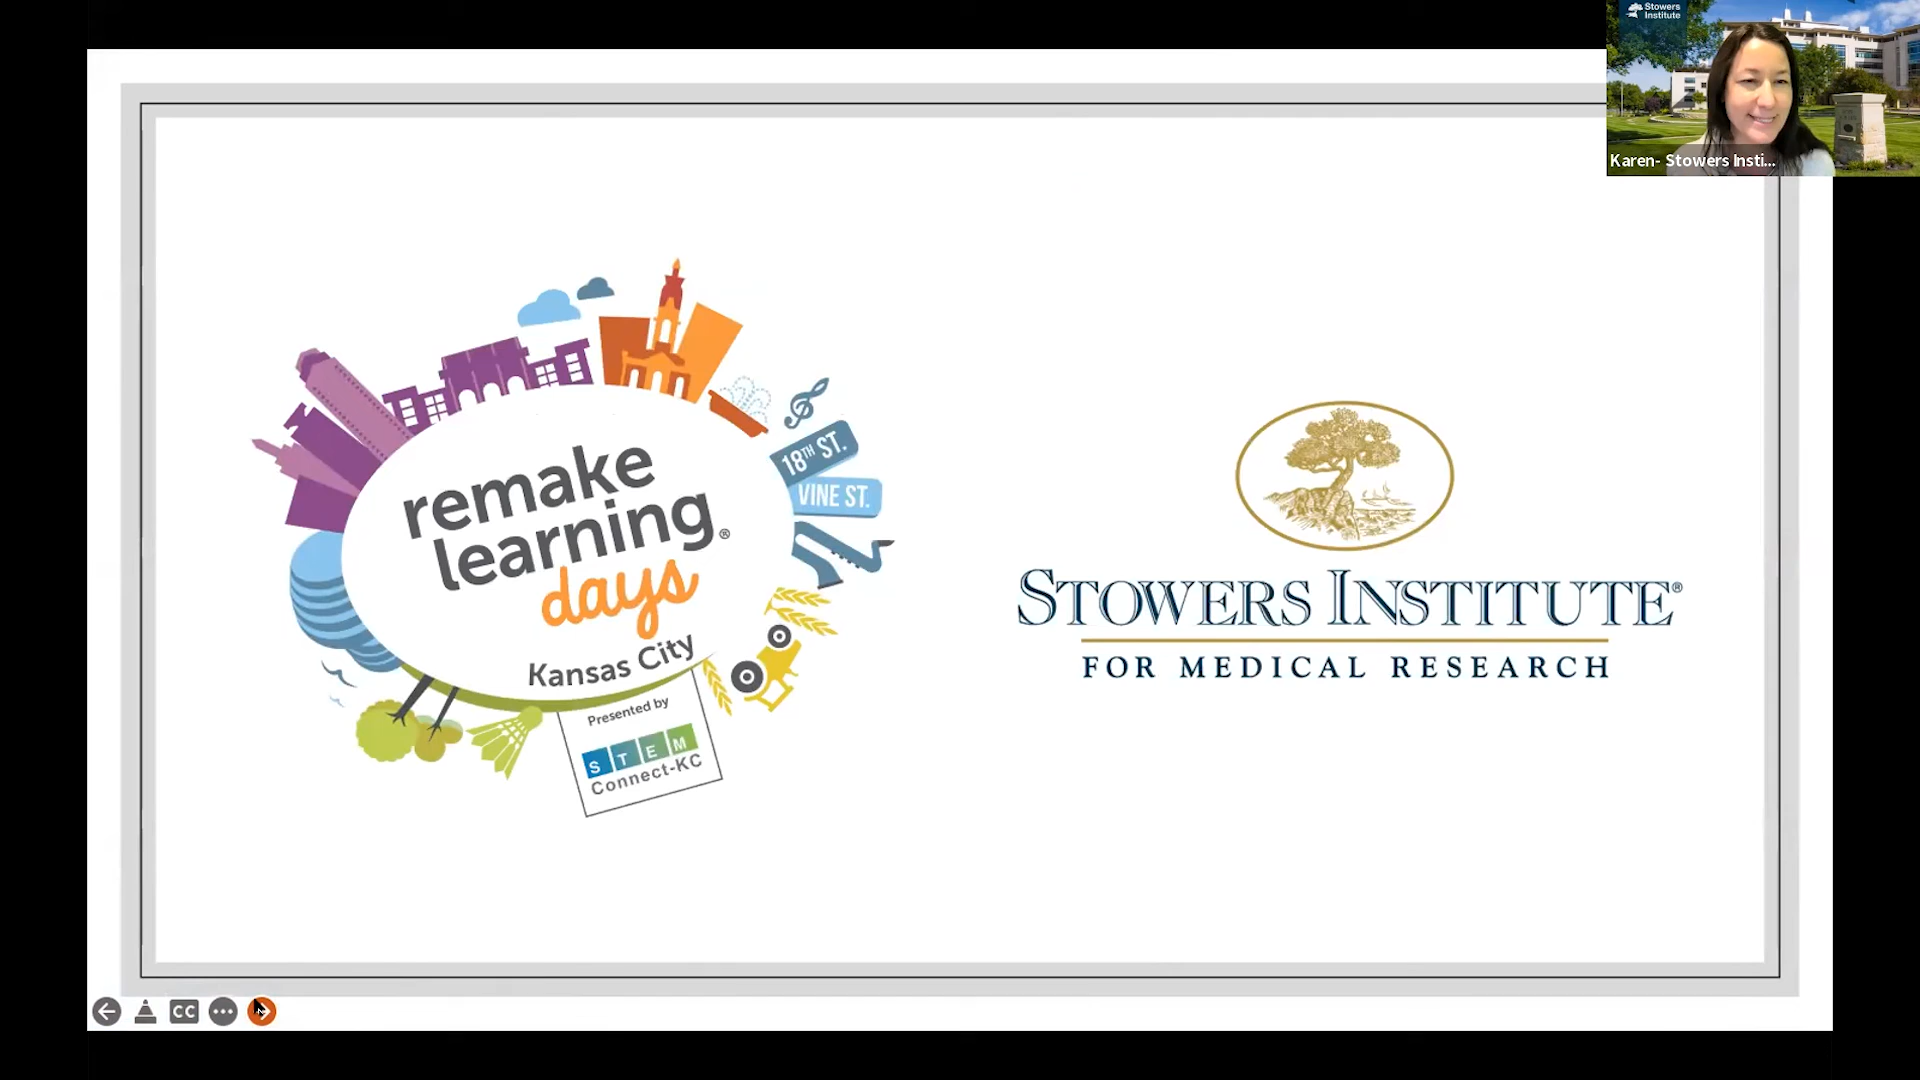 Stowers
Institute
Karen- Stowers Insti...
remake
learning®
days
Kansas City
Presented by
STEM
Connect-KC
18TH ST.
VINE ST.
STOWERS INSTITUTE®
FOR MEDICAL RESEARCH
CC